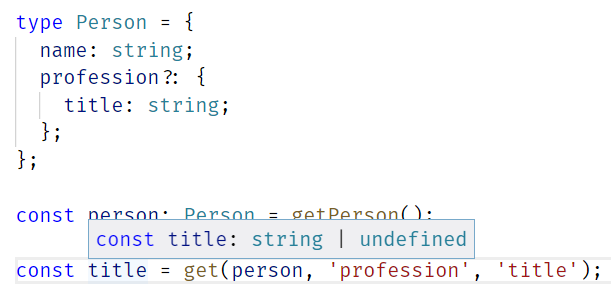 type Person = {
name: string;
profession?: {
title: string;
};
};
const person: Person = getPerson();
const title: string | undefined
const title = get(person, 'profession', 'title');